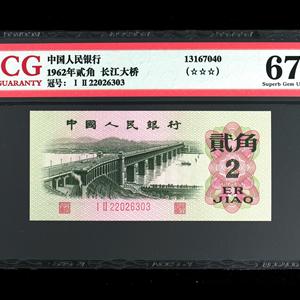 CG
GUARANTY
中国人民银行
1962年贰角 长江大桥
冠号: I II 22026303
13167040
(☆☆☆)
67
Superb Gem U
中國人民銀行
貳角
2
ER
JIAO
I II 22026303